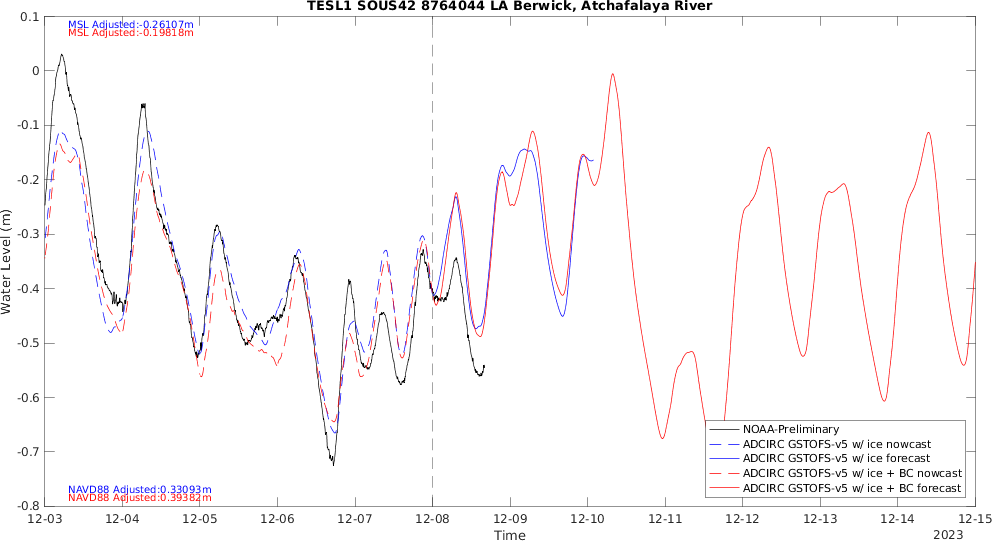 TESL1 SOUS42 8764044 LA Berwick, Atchafalaya River
0.1
MSL Adjusted:-0.26107m
MSL Adjusted:-0.19818m
0
-0.1
-0.2
-0.3
-0.4
-0.5
-0.6
-0.7
-0.8
Water Level (m)
NOAA-Preliminary
ADCIRC GSTOFS-v5 w/ ice nowcast
ADCIRC GSTOFS-v5 w/ ice forecast
ADCIRC GSTOFS-v5 w/ ice + BC nowcast
ADCIRC GSTOFS-v5 w/ ice + BC forecast
NAVD88 Adjusted:0.33093m
NAVD88 Adjusted:0.39382m
12-03 12-04 12-05 12-06 12-07 12-08 12-09 12-10 12-11 12-12 12-13 12-14 12-15
Time
2023